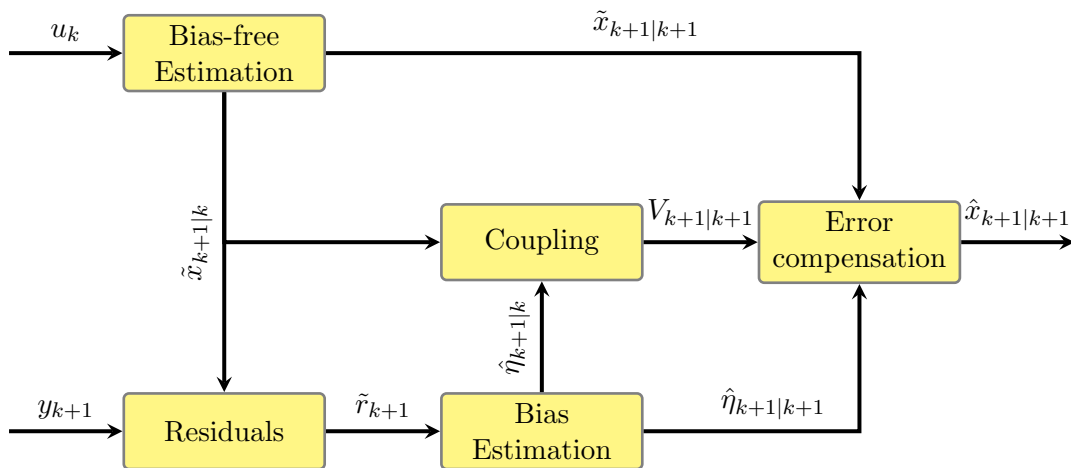 u_k
Bias-free
Estimation
x̃_{k+1|k+1}
x̃_{k+1|k}
Coupling
V_{k+1|k+1}
Error
compensation
x̂_{k+1|k+1}
η̂_{k+1|k}
y_{k+1}
Residuals
r̃_{k+1}
Bias
Estimation
η̂_{k+1|k+1}